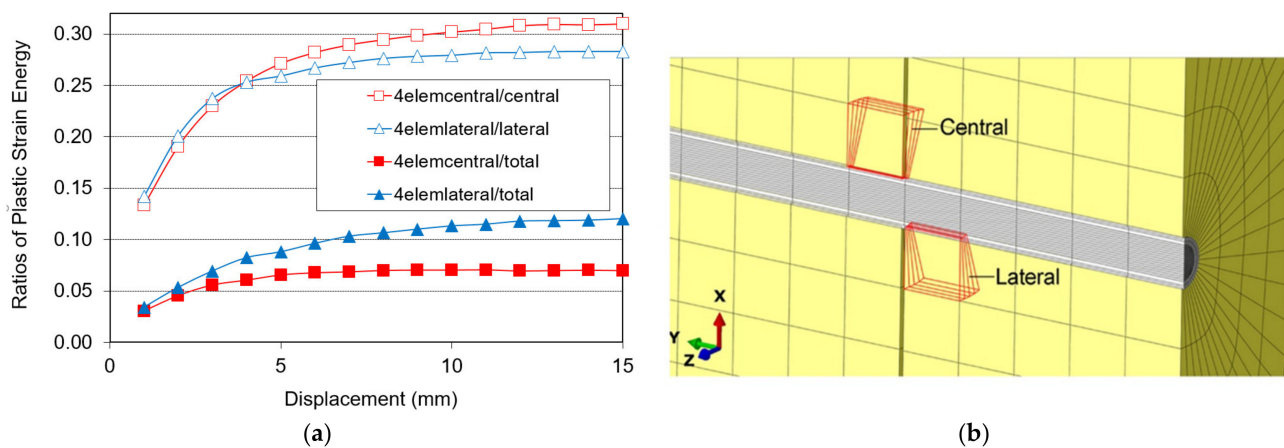 Ratios of Plastic Strain Energy
0.30
0.25
0.20
0.15
0.10
0.05
0.00
4elemcentral/central
4elemlateral/lateral
4elemcentral/total
4elemlateral/total
0 5 10 15
Displacement (mm)
(a)
Central
Lateral
X
Y
Z
(b)